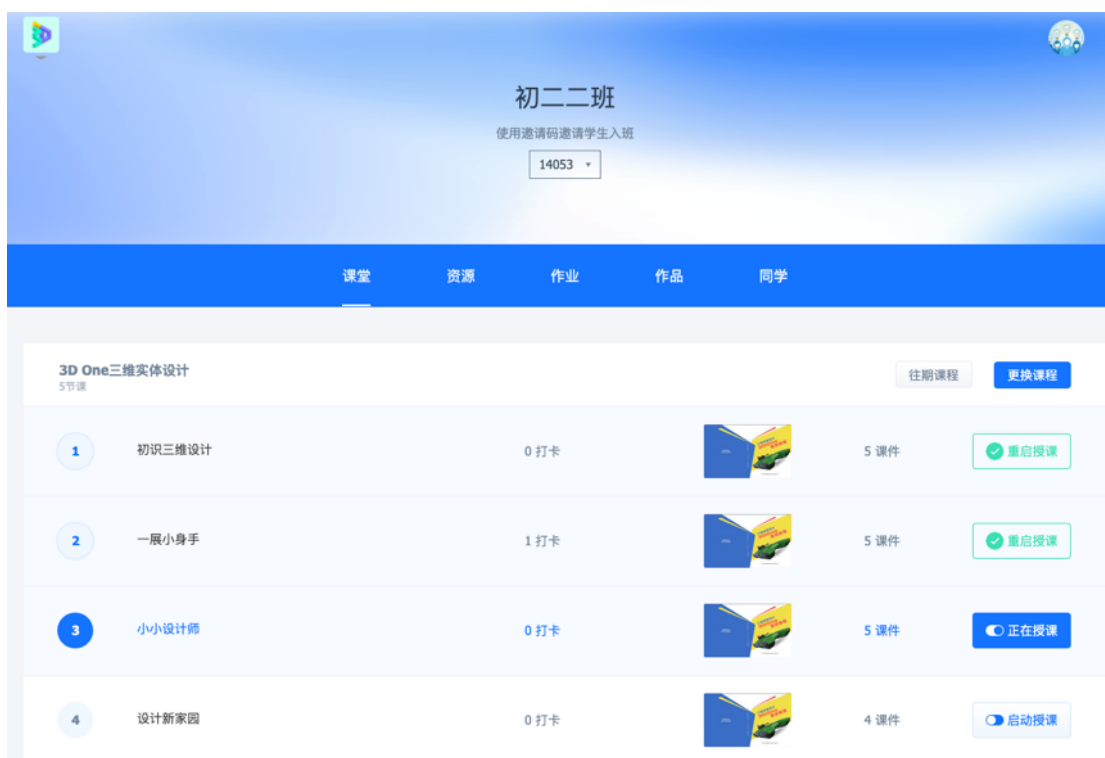 初二二班
使用邀请码邀请学生入班
14053
课堂 资源 作业 作品 同学
3D One三维实体设计
5节课
往期课程 更换课程
1 初识三维设计 0 打卡 5 课件 重启授课
2 一展小身手 1 打卡 5 课件 重启授课
3 小小设计师 0 打卡 5 课件 正在授课
4 设计新家园 0 打卡 4 课件 启动授课